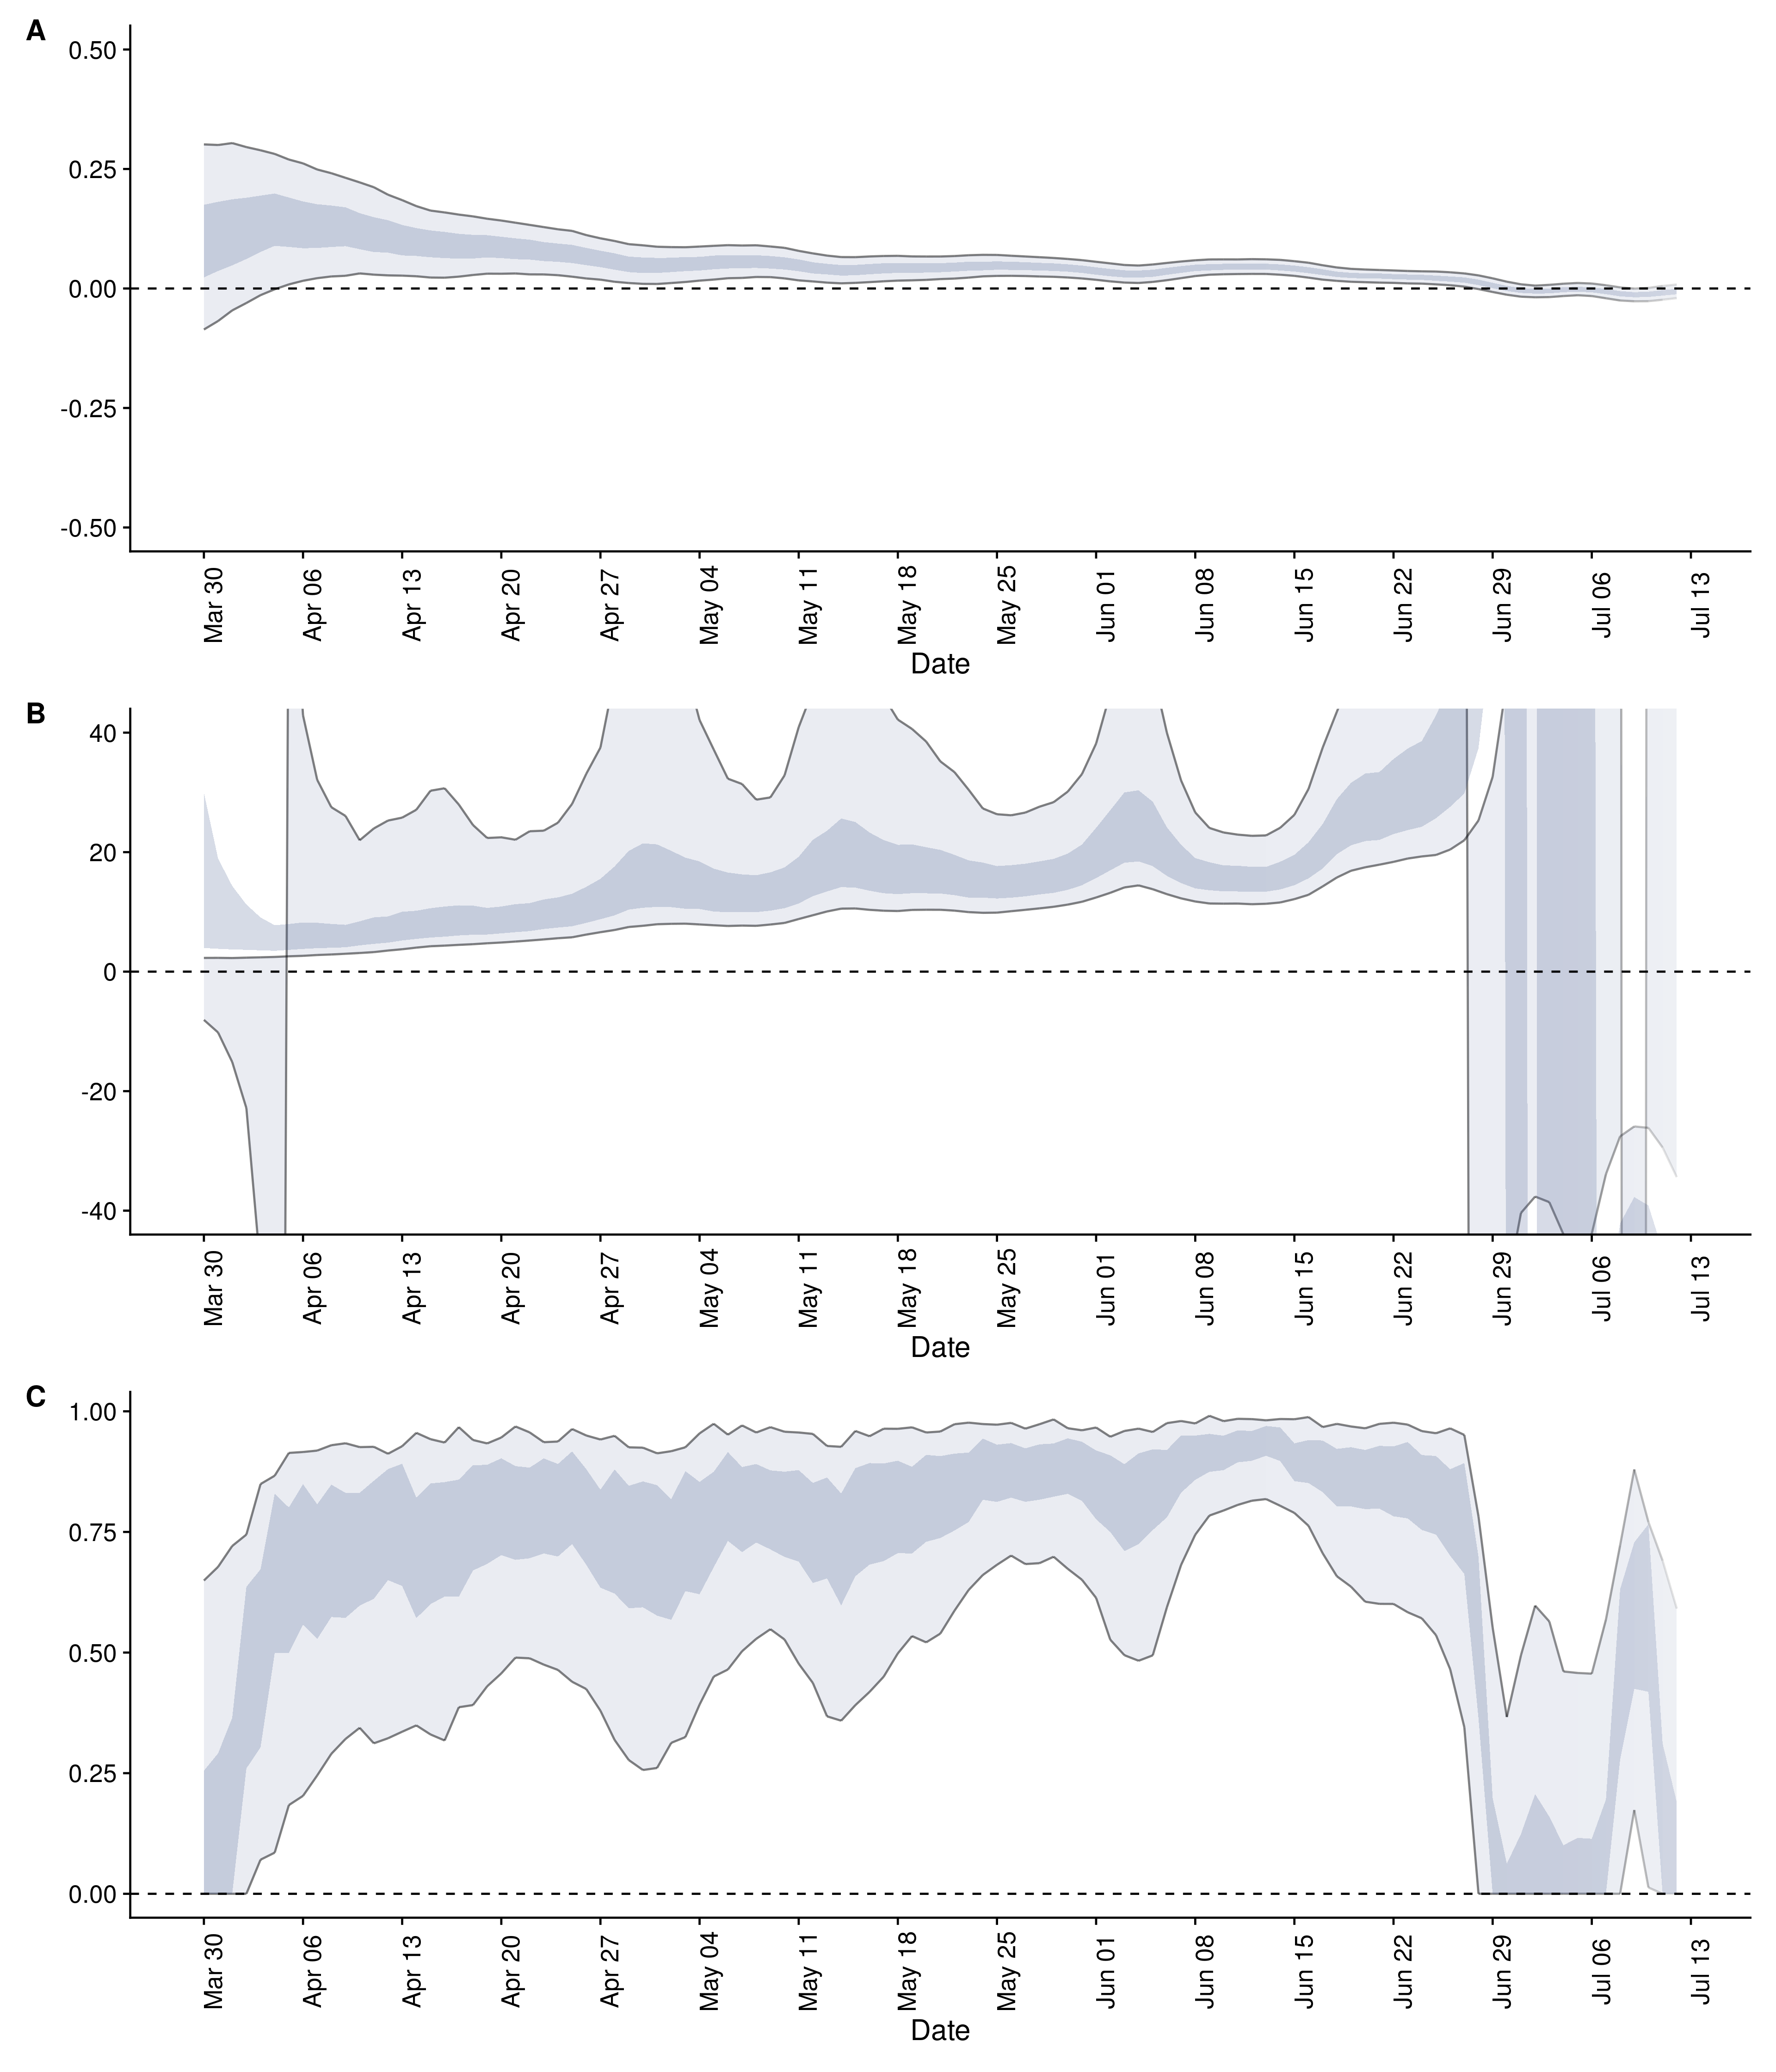 A
0.50
0.25
0.00
-0.25
-0.50
Mar 30
Apr 06
Apr 13
Apr 20
Apr 27
May 04
May 11
May 18
May 25
Jun 01
Jun 08
Jun 15
Jun 22
Jun 29
Jul 06
Jul 13
Date
B
40
20
0
-20
-40
Mar 30
Apr 06
Apr 13
Apr 20
Apr 27
May 04
May 11
May 18
May 25
Jun 01
Jun 08
Jun 15
Jun 22
Jun 29
Jul 06
Jul 13
Date
C
1.00
0.75
0.50
0.25
0.00
Mar 30
Apr 06
Apr 13
Apr 20
Apr 27
May 04
May 11
May 18
May 25
Jun 01
Jun 08
Jun 15
Jun 22
Jun 29
Jul 06
Jul 13
Date